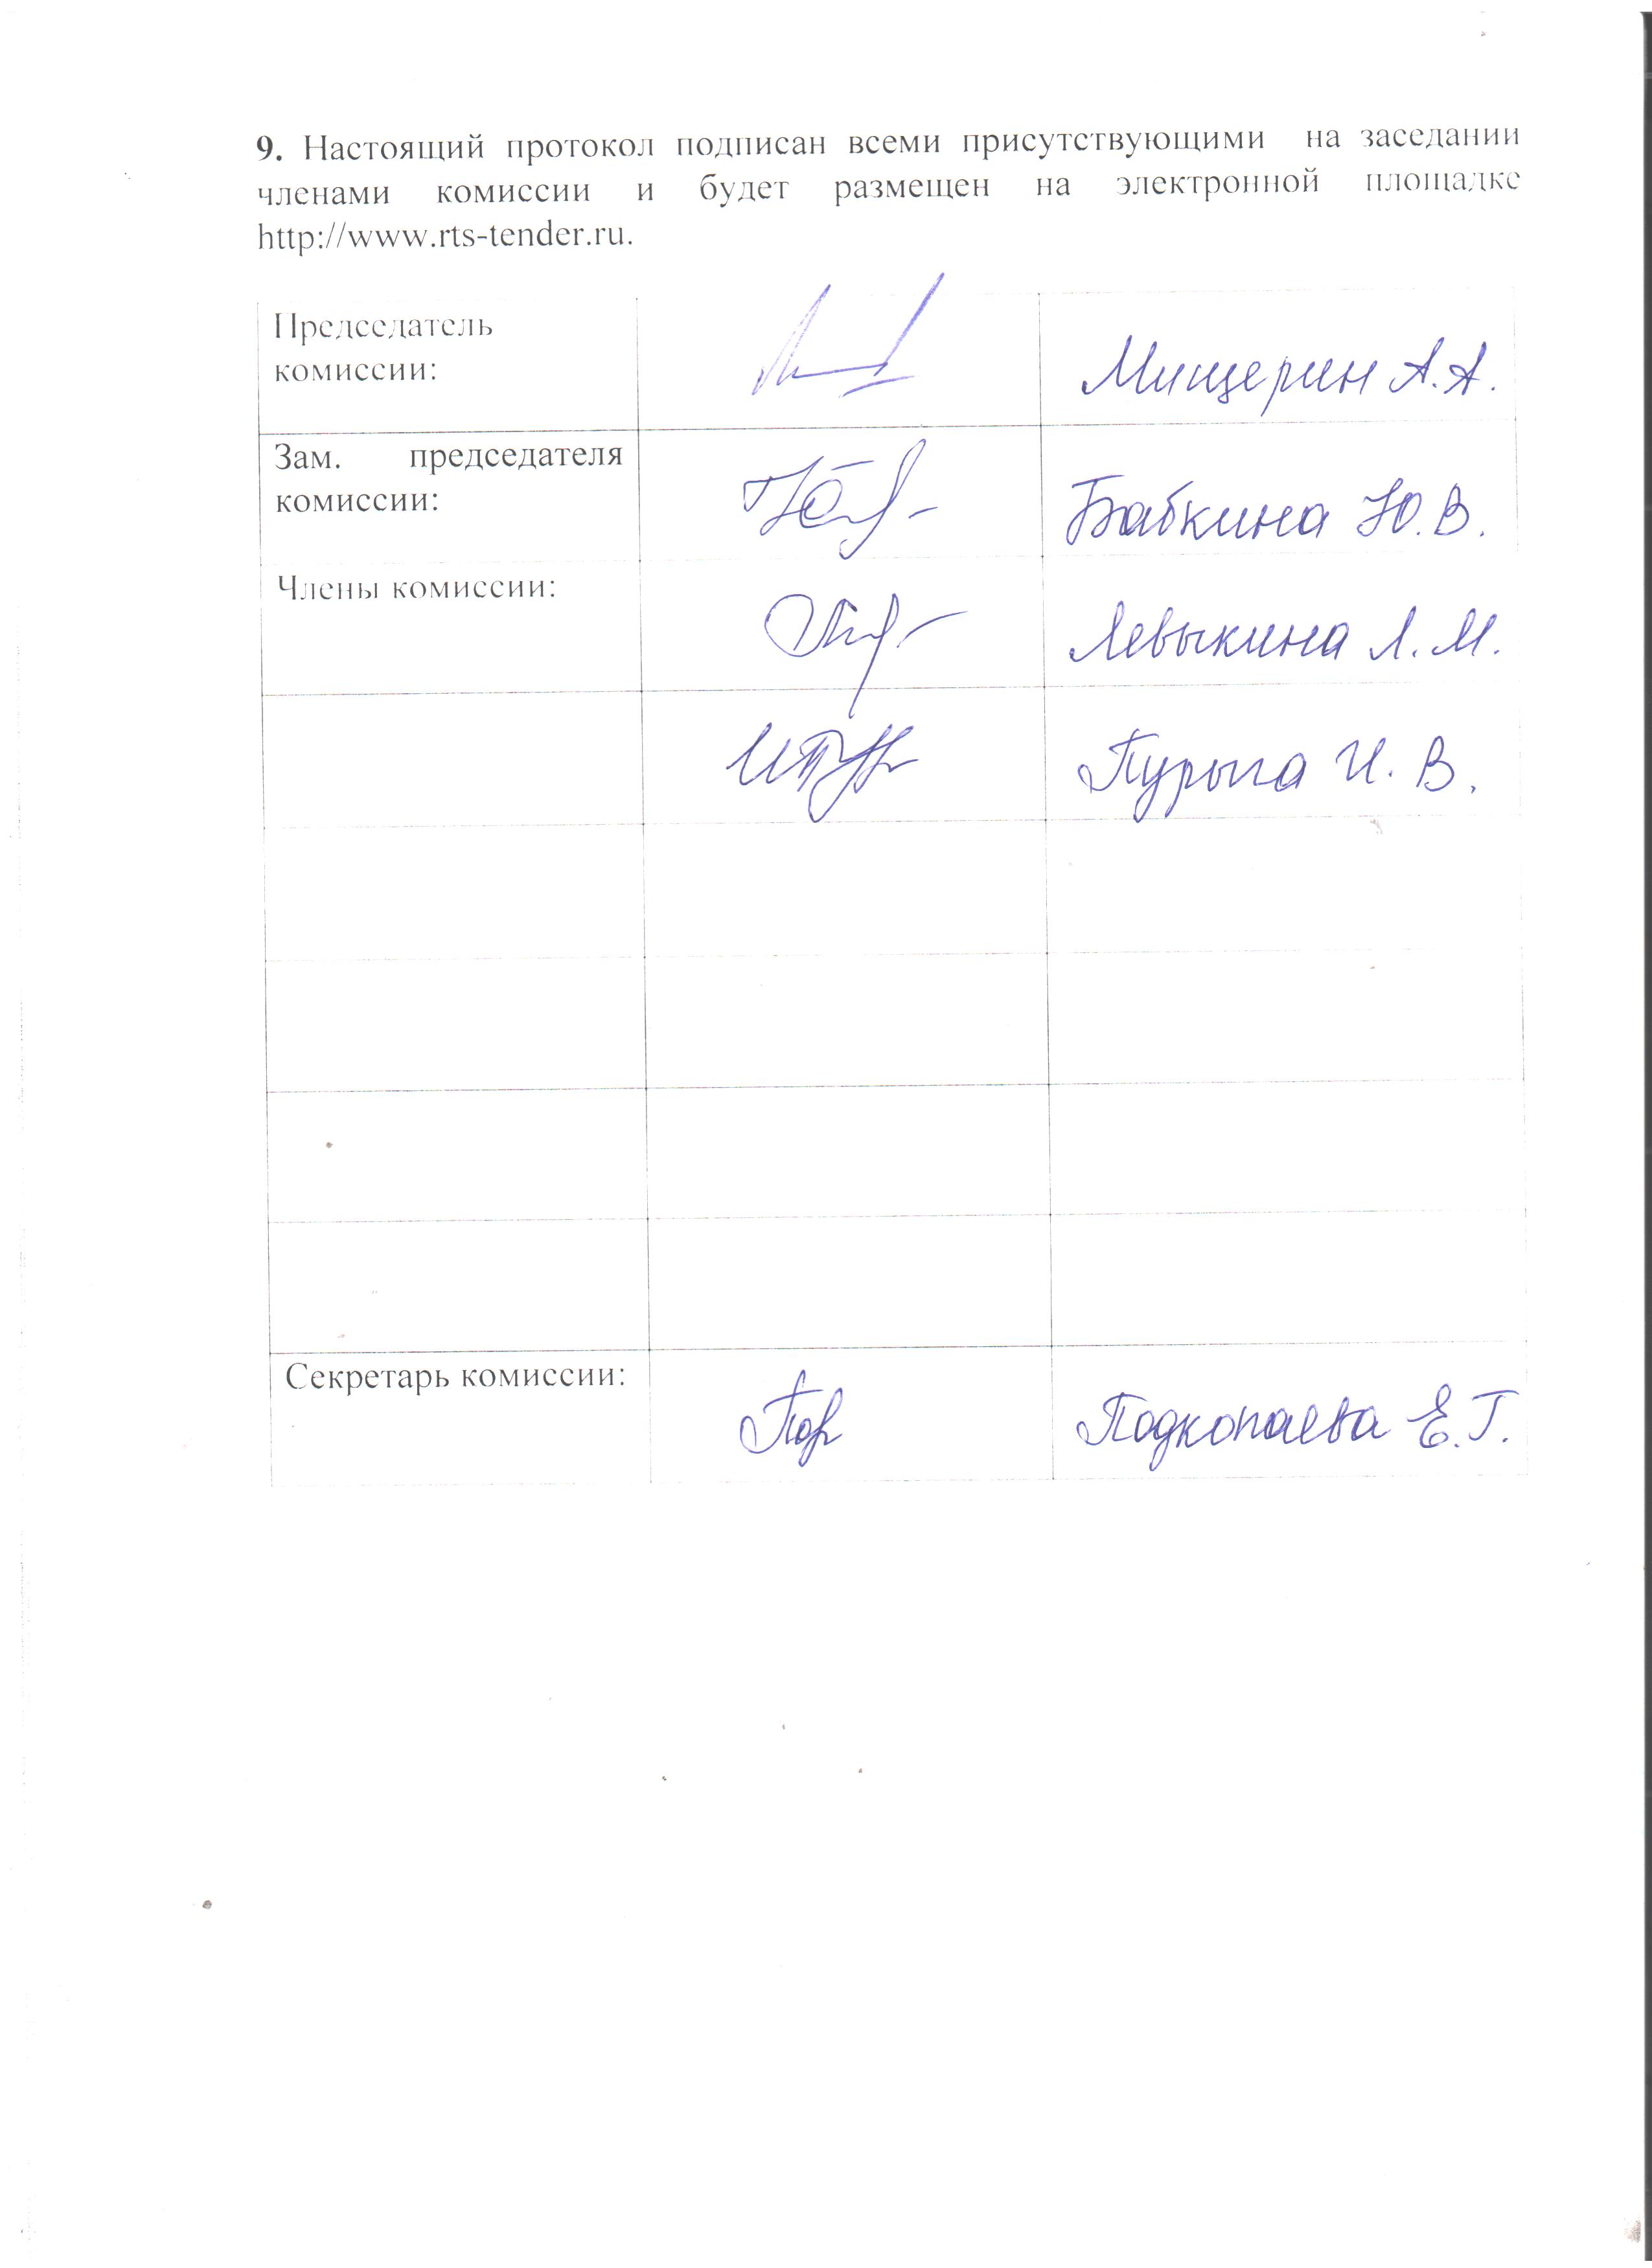 9. Настоящий протокол подписан всеми присутствующими на заседании
членами комиссии и будет размещен на электронной площадке
http://www.rts-tender.ru.
Председатель
комиссии:
Мищерин А.А.
Зам. председателя
комиссии:
Бабкина Ю.В.
Члены комиссии:
Левыкина Л.М.
Пурыга И.В.
Секретарь комиссии:
Подкопаева Е.Г.